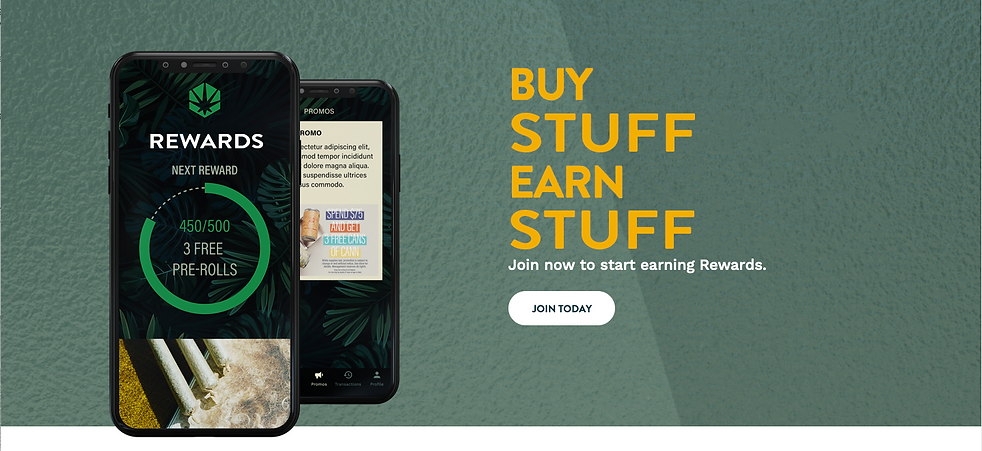 REWARDS
NEXT REWARD
450/500
3 FREE
PRE-ROLLS
PROMOS
ROMO
ectetur adipiscing elit,
mod tempor incididunt
dolore magna aliqua.
suspendisse ultrices
us commodo.
SPEND $75
AND GET
3 FREE CANS
OF CANN
Promos
Transactions
Profile
BUY
STUFF
EARN
STUFF
Join now to start earning Rewards.
JOIN TODAY